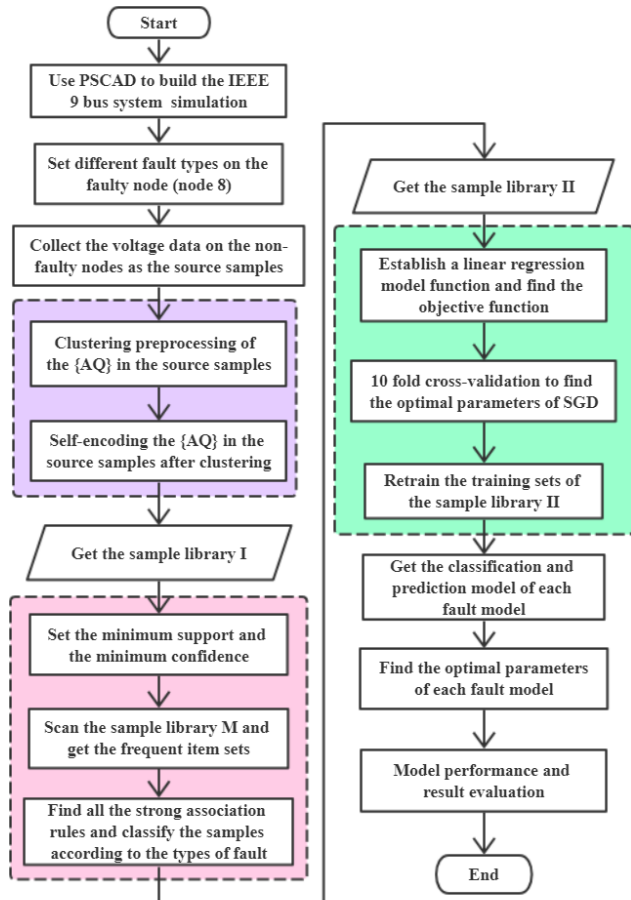 Start
Use PSCAD to build the IEEE
9 bus system simulation
Set different fault types on the
faulty node (node 8)
Collect the voltage data on the non-
faulty nodes as the source samples
Clustering preprocessing of
the {AQ} in the source samples
Self-encoding the {AQ} in the
source samples after clustering
Get the sample library I
Set the minimum support and
the minimum confidence
Scan the sample library M and
get the frequent item sets
Find all the strong association
rules and classify the samples
according to the types of fault
Get the sample library II
Establish a linear regression
model function and find the
objective function
10 fold cross-validation to find
the optimal parameters of SGD
Retrain the training sets of
the sample library II
Get the classification and
prediction model of each
fault model
Find the optimal parameters
of each fault model
Model performance and
result evaluation
End